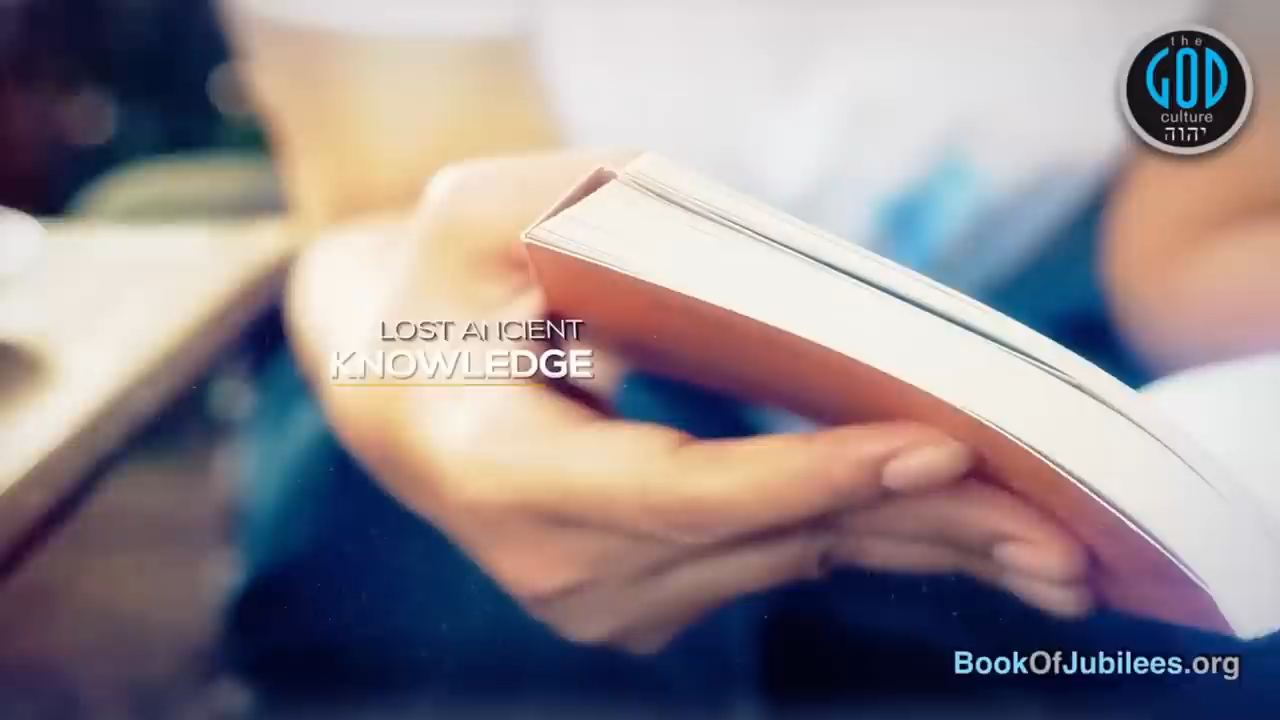 the
GOD
culture
יהוה
LOST ANCIENT
KNOWLEDGE
BookOfJubilees.org